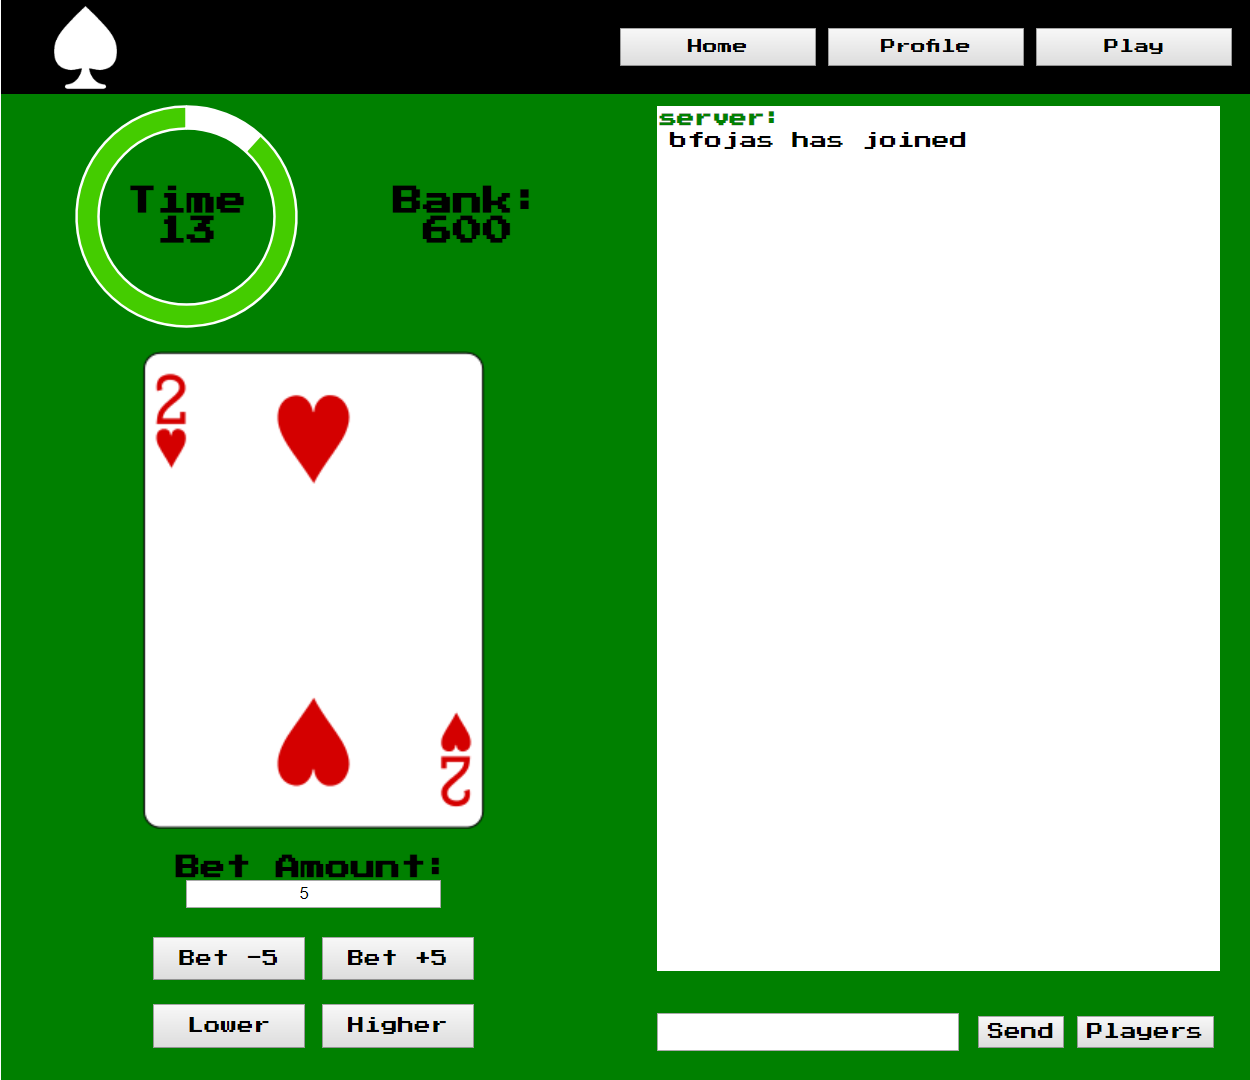 Home
Profile
Play
Time
13
Bank:
600
server:
bfojas has joined
2
2
Bet Amount:
5
Bet -5
Bet +5
Lower
Higher
Send
Players